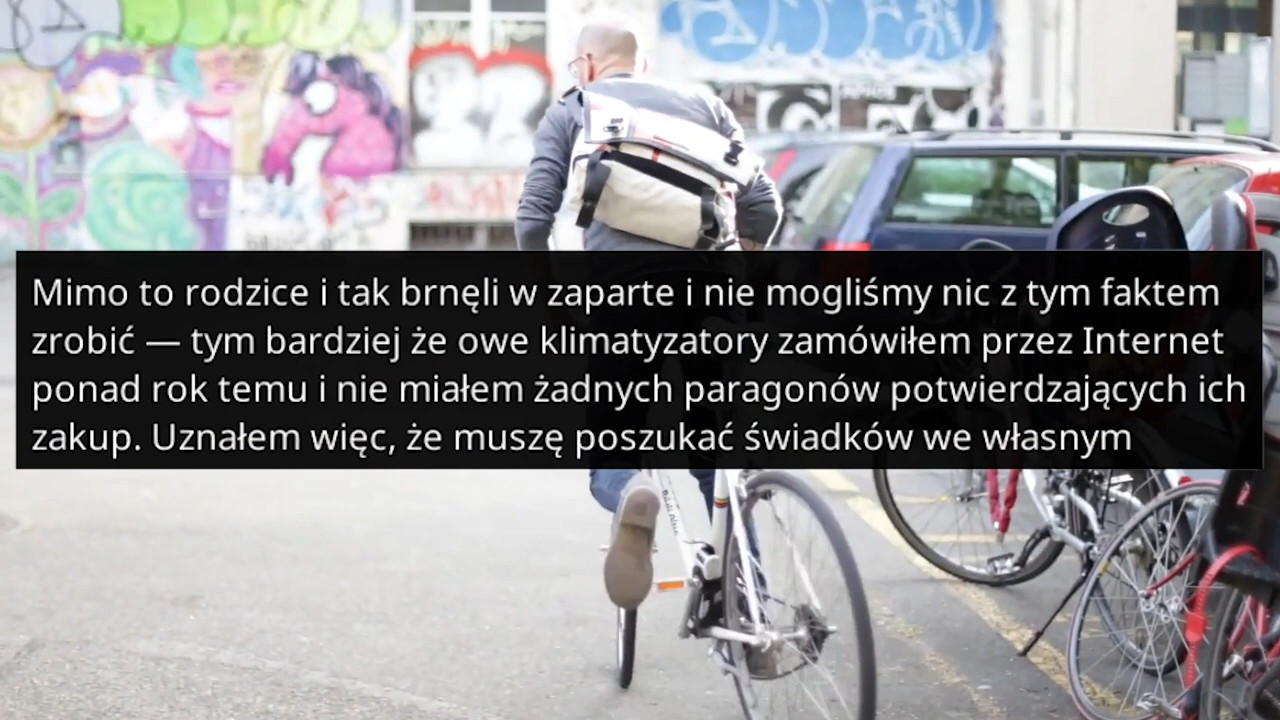 Mimo to rodzice i tak brnęli w zaparte i nie mogliśmy nic z tym faktem
zrobić — tym bardziej że owe klimatyzatory zamówiłem przez Internet
ponad rok temu i nie miałem żadnych paragonów potwierdzających ich
zakup. Uznałem więc, że muszę poszukać świadków we własnym